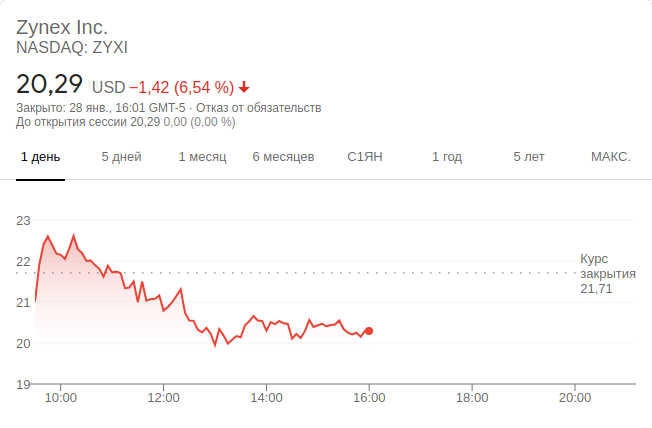 Zynex Inc.
NASDAQ: ZYXI
20,29 USD −1,42 (6,54 %)
Закрыто: 28 янв., 16:01 GMT-5 · Отказ от обязательств
До открытия сессии 20,29 0,00 (0,00 %)
1 день 5 дней 1 месяц 6 месяцев С1ЯН 1 год 5 лет МАКС.
23
22
21
20
19
Курс
закрытия
21,71
10:00 12:00 14:00 16:00 18:00 20:00